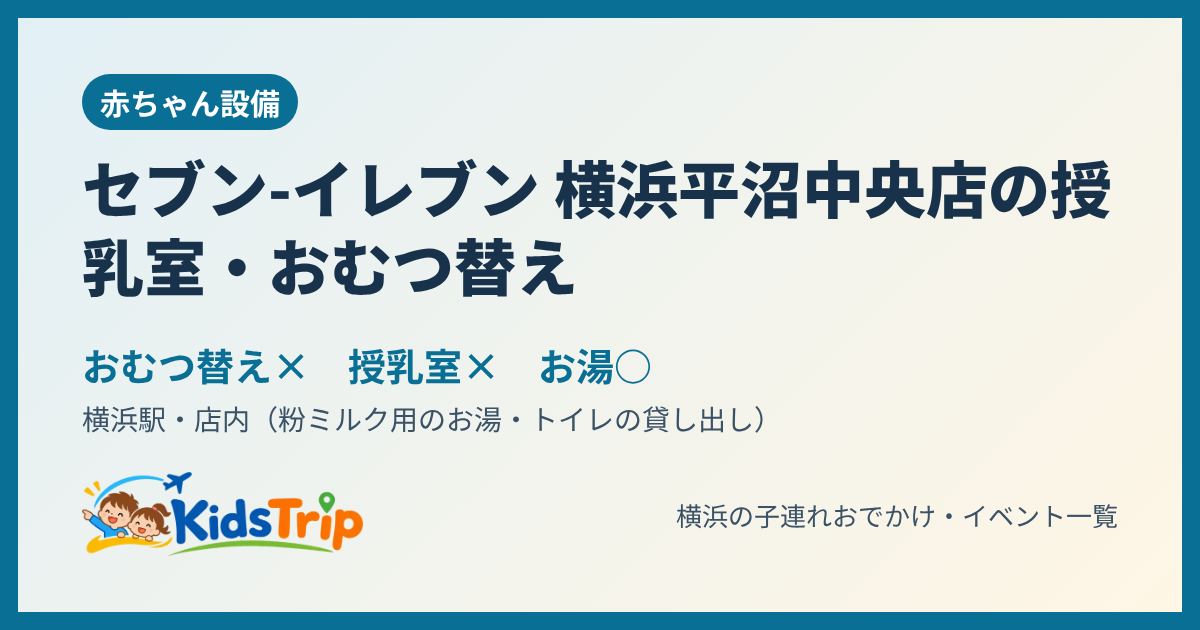 赤ちゃん設備
セブン-イレブン 横浜平沼中央店の授
乳室・おむつ替え
おむつ替え× 授乳室× お湯○
横浜駅・店内（粉ミルク用のお湯・トイレの貸し出し）
KidsTrip
横浜の子連れおでかけ・イベント一覧